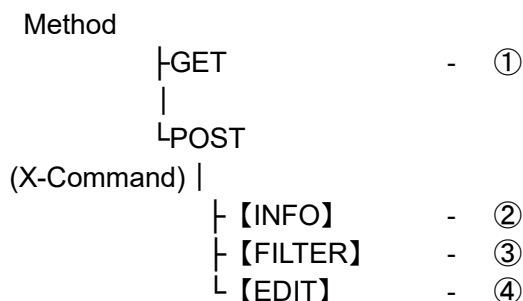 Method
├GET - ①
｜
└POST
(X-Command)｜
├【INFO】 - ②
├【FILTER】 - ③
└【EDIT】 - ④